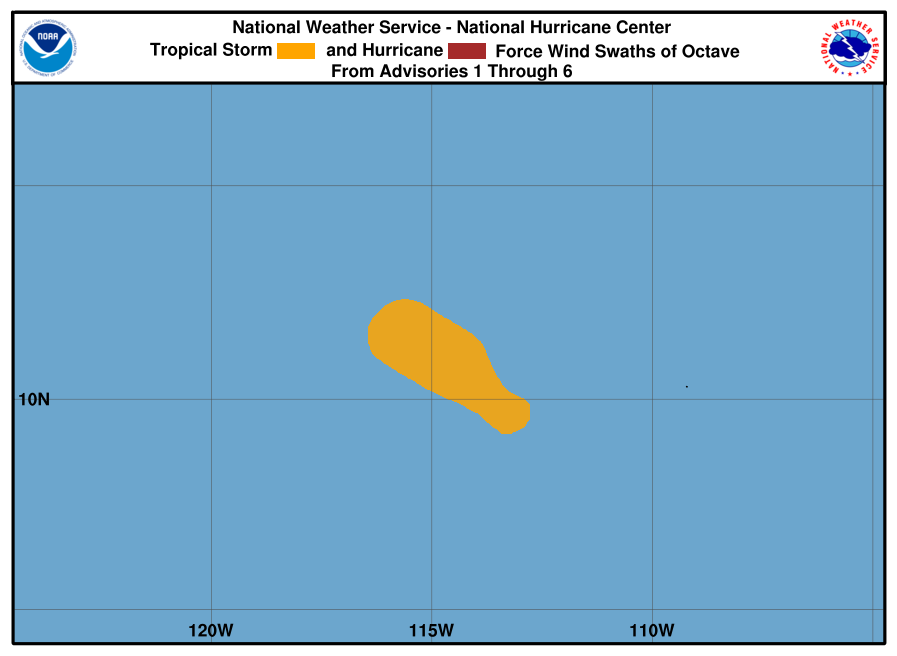 National Weather Service - National Hurricane Center
Tropical Storm and Hurricane Force Wind Swaths of Octave
From Advisories 1 Through 6
NOAA
NATIONAL WEATHER SERVICE
10N
120W 115W 110W